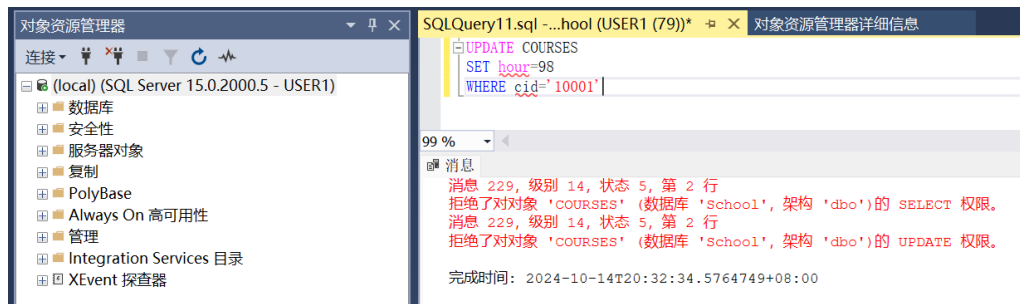 对象资源管理器
连接
(local) (SQL Server 15.0.2000.5 - USER1)
数据库
安全性
服务器对象
复制
PolyBase
Always On 高可用性
管理
Integration Services 目录
XEvent 探查器
SQLQuery11.sql -...hool (USER1 (79))*
对象资源管理器详细信息
UPDATE COURSES
SET hour=98
WHERE cid='10001'
99 %
消息
消息 229, 级别 14, 状态 5, 第 2 行
拒绝了对对象 'COURSES' (数据库 'School', 架构 'dbo')的 SELECT 权限。
消息 229, 级别 14, 状态 5, 第 2 行
拒绝了对对象 'COURSES' (数据库 'School', 架构 'dbo')的 UPDATE 权限。
完成时间: 2024-10-14T20:32:34.5764749+08:00